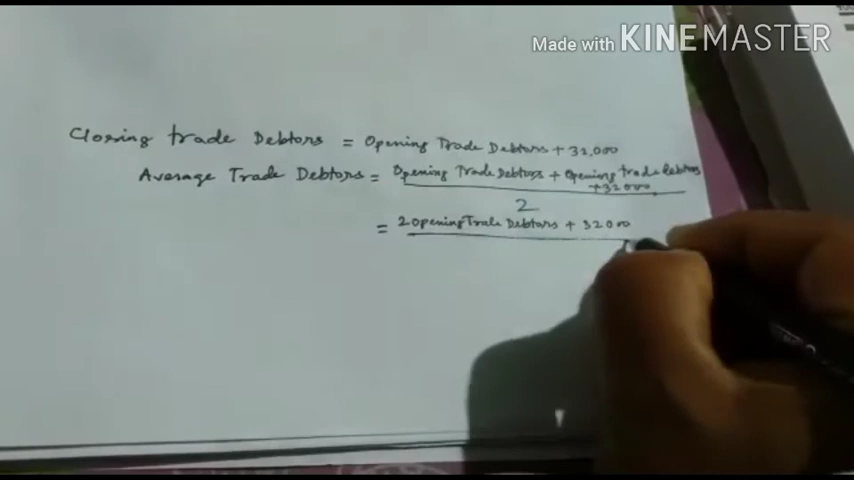 Made with KINEMASTER
Closing trade Debtors = Opening Trade Debtors + 32,000
Average Trade Debtors = Opening Trade Debtors + Opening trade Debtors
+32000
2
= 2 Opening Trade Debtors + 32000